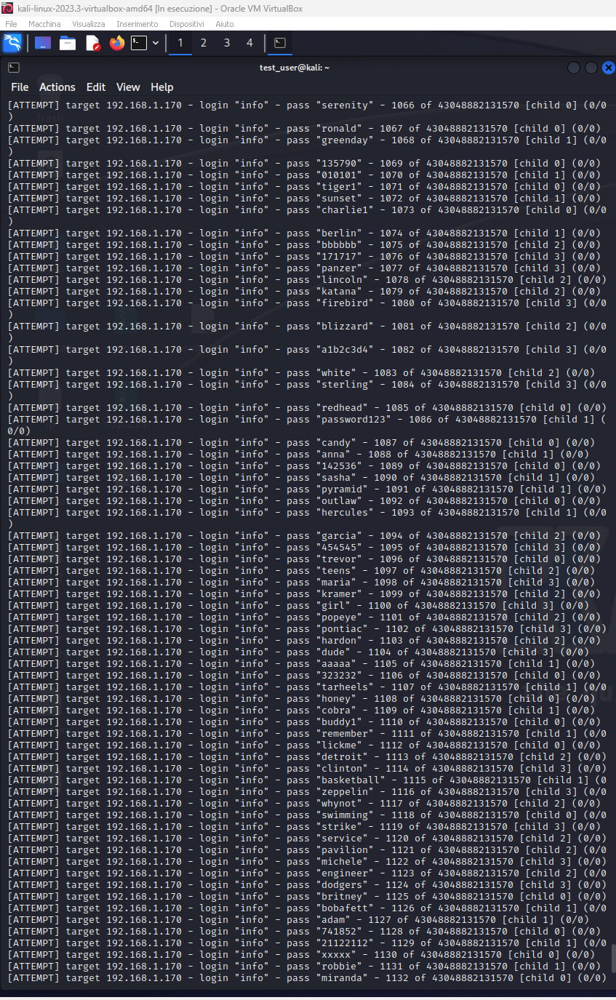 kali-linux-2023.3-virtualbox-amd64 [In esecuzione] - Oracle VM VirtualBox
File Macchina Visualizza Inserimento Dispositivi Aiuto
1 2 3 4
test_user@kali: ~
File Actions Edit View Help
[ATTEMPT] target 192.168.1.170 - login "info" - pass "serenity" - 1066 of 43048882131570 [child 0] (0/0
)
[ATTEMPT] target 192.168.1.170 - login "info" - pass "ronald" - 1067 of 43048882131570 [child 0] (0/0)
[ATTEMPT] target 192.168.1.170 - login "info" - pass "greenday" - 1068 of 43048882131570 [child 1] (0/0
)
[ATTEMPT] target 192.168.1.170 - login "info" - pass "135790" - 1069 of 43048882131570 [child 0] (0/0)
[ATTEMPT] target 192.168.1.170 - login "info" - pass "010101" - 1070 of 43048882131570 [child 1] (0/0)
[ATTEMPT] target 192.168.1.170 - login "info" - pass "tiger1" - 1071 of 43048882131570 [child 0] (0/0)
[ATTEMPT] target 192.168.1.170 - login "info" - pass "sunset" - 1072 of 43048882131570 [child 1] (0/0)
[ATTEMPT] target 192.168.1.170 - login "info" - pass "charlie1" - 1073 of 43048882131570 [child 0] (0/0
)
[ATTEMPT] target 192.168.1.170 - login "info" - pass "berlin" - 1074 of 43048882131570 [child 1] (0/0)
[ATTEMPT] target 192.168.1.170 - login "info" - pass "bbbbbb" - 1075 of 43048882131570 [child 2] (0/0)
[ATTEMPT] target 192.168.1.170 - login "info" - pass "171717" - 1076 of 43048882131570 [child 3] (0/0)
[ATTEMPT] target 192.168.1.170 - login "info" - pass "panzer" - 1077 of 43048882131570 [child 3] (0/0)
[ATTEMPT] target 192.168.1.170 - login "info" - pass "lincoln" - 1078 of 43048882131570 [child 2] (0/0)
[ATTEMPT] target 192.168.1.170 - login "info" - pass "katana" - 1079 of 43048882131570 [child 2] (0/0)
[ATTEMPT] target 192.168.1.170 - login "info" - pass "firebird" - 1080 of 43048882131570 [child 3] (0/0
)
[ATTEMPT] target 192.168.1.170 - login "info" - pass "blizzard" - 1081 of 43048882131570 [child 2] (0/0
)
[ATTEMPT] target 192.168.1.170 - login "info" - pass "a1b2c3d4" - 1082 of 43048882131570 [child 3] (0/0
)
[ATTEMPT] target 192.168.1.170 - login "info" - pass "white" - 1083 of 43048882131570 [child 2] (0/0)
[ATTEMPT] target 192.168.1.170 - login "info" - pass "sterling" - 1084 of 43048882131570 [child 3] (0/0
)
[ATTEMPT] target 192.168.1.170 - login "info" - pass "redhead" - 1085 of 43048882131570 [child 0] (0/0)
[ATTEMPT] target 192.168.1.170 - login "info" - pass "password123" - 1086 of 43048882131570 [child 1] (
0/0)
[ATTEMPT] target 192.168.1.170 - login "info" - pass "candy" - 1087 of 43048882131570 [child 0] (0/0)
[ATTEMPT] target 192.168.1.170 - login "info" - pass "anna" - 1088 of 43048882131570 [child 1] (0/0)
[ATTEMPT] target 192.168.1.170 - login "info" - pass "142536" - 1089 of 43048882131570 [child 0] (0/0)
[ATTEMPT] target 192.168.1.170 - login "info" - pass "sasha" - 1090 of 43048882131570 [child 1] (0/0)
[ATTEMPT] target 192.168.1.170 - login "info" - pass "pyramid" - 1091 of 43048882131570 [child 1] (0/0)
[ATTEMPT] target 192.168.1.170 - login "info" - pass "outlaw" - 1092 of 43048882131570 [child 0] (0/0)
[ATTEMPT] target 192.168.1.170 - login "info" - pass "hercules" - 1093 of 43048882131570 [child 1] (0/0
)
[ATTEMPT] target 192.168.1.170 - login "info" - pass "garcia" - 1094 of 43048882131570 [child 2] (0/0)
[ATTEMPT] target 192.168.1.170 - login "info" - pass "454545" - 1095 of 43048882131570 [child 3] (0/0)
[ATTEMPT] target 192.168.1.170 - login "info" - pass "trevor" - 1096 of 43048882131570 [child 0] (0/0)
[ATTEMPT] target 192.168.1.170 - login "info" - pass "teens" - 1097 of 43048882131570 [child 2] (0/0)
[ATTEMPT] target 192.168.1.170 - login "info" - pass "maria" - 1098 of 43048882131570 [child 3] (0/0)
[ATTEMPT] target 192.168.1.170 - login "info" - pass "kramer" - 1099 of 43048882131570 [child 2] (0/0)
[ATTEMPT] target 192.168.1.170 - login "info" - pass "girl" - 1100 of 43048882131570 [child 3] (0/0)
[ATTEMPT] target 192.168.1.170 - login "info" - pass "popeye" - 1101 of 43048882131570 [child 2] (0/0)
[ATTEMPT] target 192.168.1.170 - login "info" - pass "pontiac" - 1102 of 43048882131570 [child 3] (0/0)
[ATTEMPT] target 192.168.1.170 - login "info" - pass "hardon" - 1103 of 43048882131570 [child 2] (0/0)
[ATTEMPT] target 192.168.1.170 - login "info" - pass "dude" - 1104 of 43048882131570 [child 3] (0/0)
[ATTEMPT] target 192.168.1.170 - login "info" - pass "aaaaa" - 1105 of 43048882131570 [child 1] (0/0)
[ATTEMPT] target 192.168.1.170 - login "info" - pass "323232" - 1106 of 43048882131570 [child 0] (0/0)
[ATTEMPT] target 192.168.1.170 - login "info" - pass "tarheels" - 1107 of 43048882131570 [child 1] (0/0
[ATTEMPT] target 192.168.1.170 - login "info" - pass "honey" - 1108 of 43048882131570 [child 0] (0/0)
[ATTEMPT] target 192.168.1.170 - login "info" - pass "cobra" - 1109 of 43048882131570 [child 1] (0/0)
[ATTEMPT] target 192.168.1.170 - login "info" - pass "buddy1" - 1110 of 43048882131570 [child 0] (0/0)
[ATTEMPT] target 192.168.1.170 - login "info" - pass "remember" - 1111 of 43048882131570 [child 1] (0/0
[ATTEMPT] target 192.168.1.170 - login "info" - pass "lickme" - 1112 of 43048882131570 [child 0] (0/0)
[ATTEMPT] target 192.168.1.170 - login "info" - pass "detroit" - 1113 of 43048882131570 [child 2] (0/0)
[ATTEMPT] target 192.168.1.170 - login "info" - pass "clinton" - 1114 of 43048882131570 [child 3] (0/0)
[ATTEMPT] target 192.168.1.170 - login "info" - pass "basketball" - 1115 of 43048882131570 [child 1] (0
[ATTEMPT] target 192.168.1.170 - login "info" - pass "zeppelin" - 1116 of 43048882131570 [child 3] (0/0
[ATTEMPT] target 192.168.1.170 - login "info" - pass "whynot" - 1117 of 43048882131570 [child 2] (0/0)
[ATTEMPT] target 192.168.1.170 - login "info" - pass "swimming" - 1118 of 43048882131570 [child 0] (0/0
[ATTEMPT] target 192.168.1.170 - login "info" - pass "strike" - 1119 of 43048882131570 [child 3] (0/0)
[ATTEMPT] target 192.168.1.170 - login "info" - pass "service" - 1120 of 43048882131570 [child 2] (0/0)
[ATTEMPT] target 192.168.1.170 - login "info" - pass "pavilion" - 1121 of 43048882131570 [child 2] (0/0
[ATTEMPT] target 192.168.1.170 - login "info" - pass "michele" - 1122 of 43048882131570 [child 3] (0/0)
[ATTEMPT] target 192.168.1.170 - login "info" - pass "engineer" - 1123 of 43048882131570 [child 2] (0/0
[ATTEMPT] target 192.168.1.170 - login "info" - pass "dodgers" - 1124 of 43048882131570 [child 3] (0/0)
[ATTEMPT] target 192.168.1.170 - login "info" - pass "britney" - 1125 of 43048882131570 [child 0] (0/0)
[ATTEMPT] target 192.168.1.170 - login "info" - pass "bobafett" - 1126 of 43048882131570 [child 1] (0/0
[ATTEMPT] target 192.168.1.170 - login "info" - pass "adam" - 1127 of 43048882131570 [child 1] (0/0)
[ATTEMPT] target 192.168.1.170 - login "info" - pass "741852" - 1128 of 43048882131570 [child 0] (0/0)
[ATTEMPT] target 192.168.1.170 - login "info" - pass "21122112" - 1129 of 43048882131570 [child 1] (0/0
[ATTEMPT] target 192.168.1.170 - login "info" - pass "xxxxx" - 1130 of 43048882131570 [child 0] (0/0)
[ATTEMPT] target 192.168.1.170 - login "info" - pass "robbie" - 1131 of 43048882131570 [child 1] (0/0)
[ATTEMPT] target 192.168.1.170 - login "info" - pass "miranda" - 1132 of 43048882131570 [child 0] (0/0)